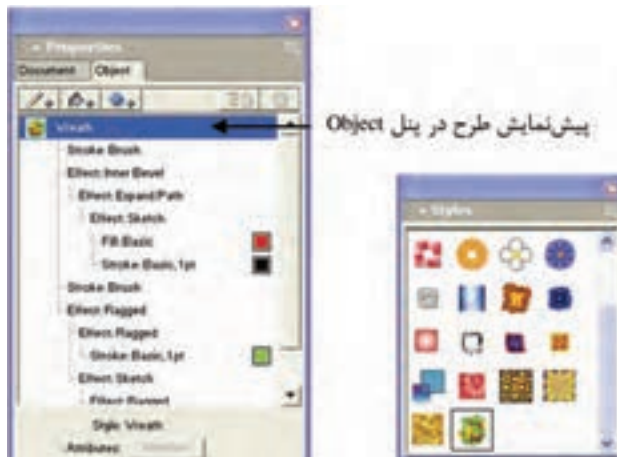 Properties
Document Object
Wreath
پیش‌نمایش طرح در پنل Object
Stroke Brush
Effect: Inner Bevel
Effect: Expand Path
Effect: Sketch
Fill: Basic
Stroke: Basic, 1pt
Stroke Brush
Effect: Ragged
Effect: Ragged
Stroke: Basic, 1pt
Effect: Sketch
Effect: Ragged
Style: Wreath
Attributes:
Styles